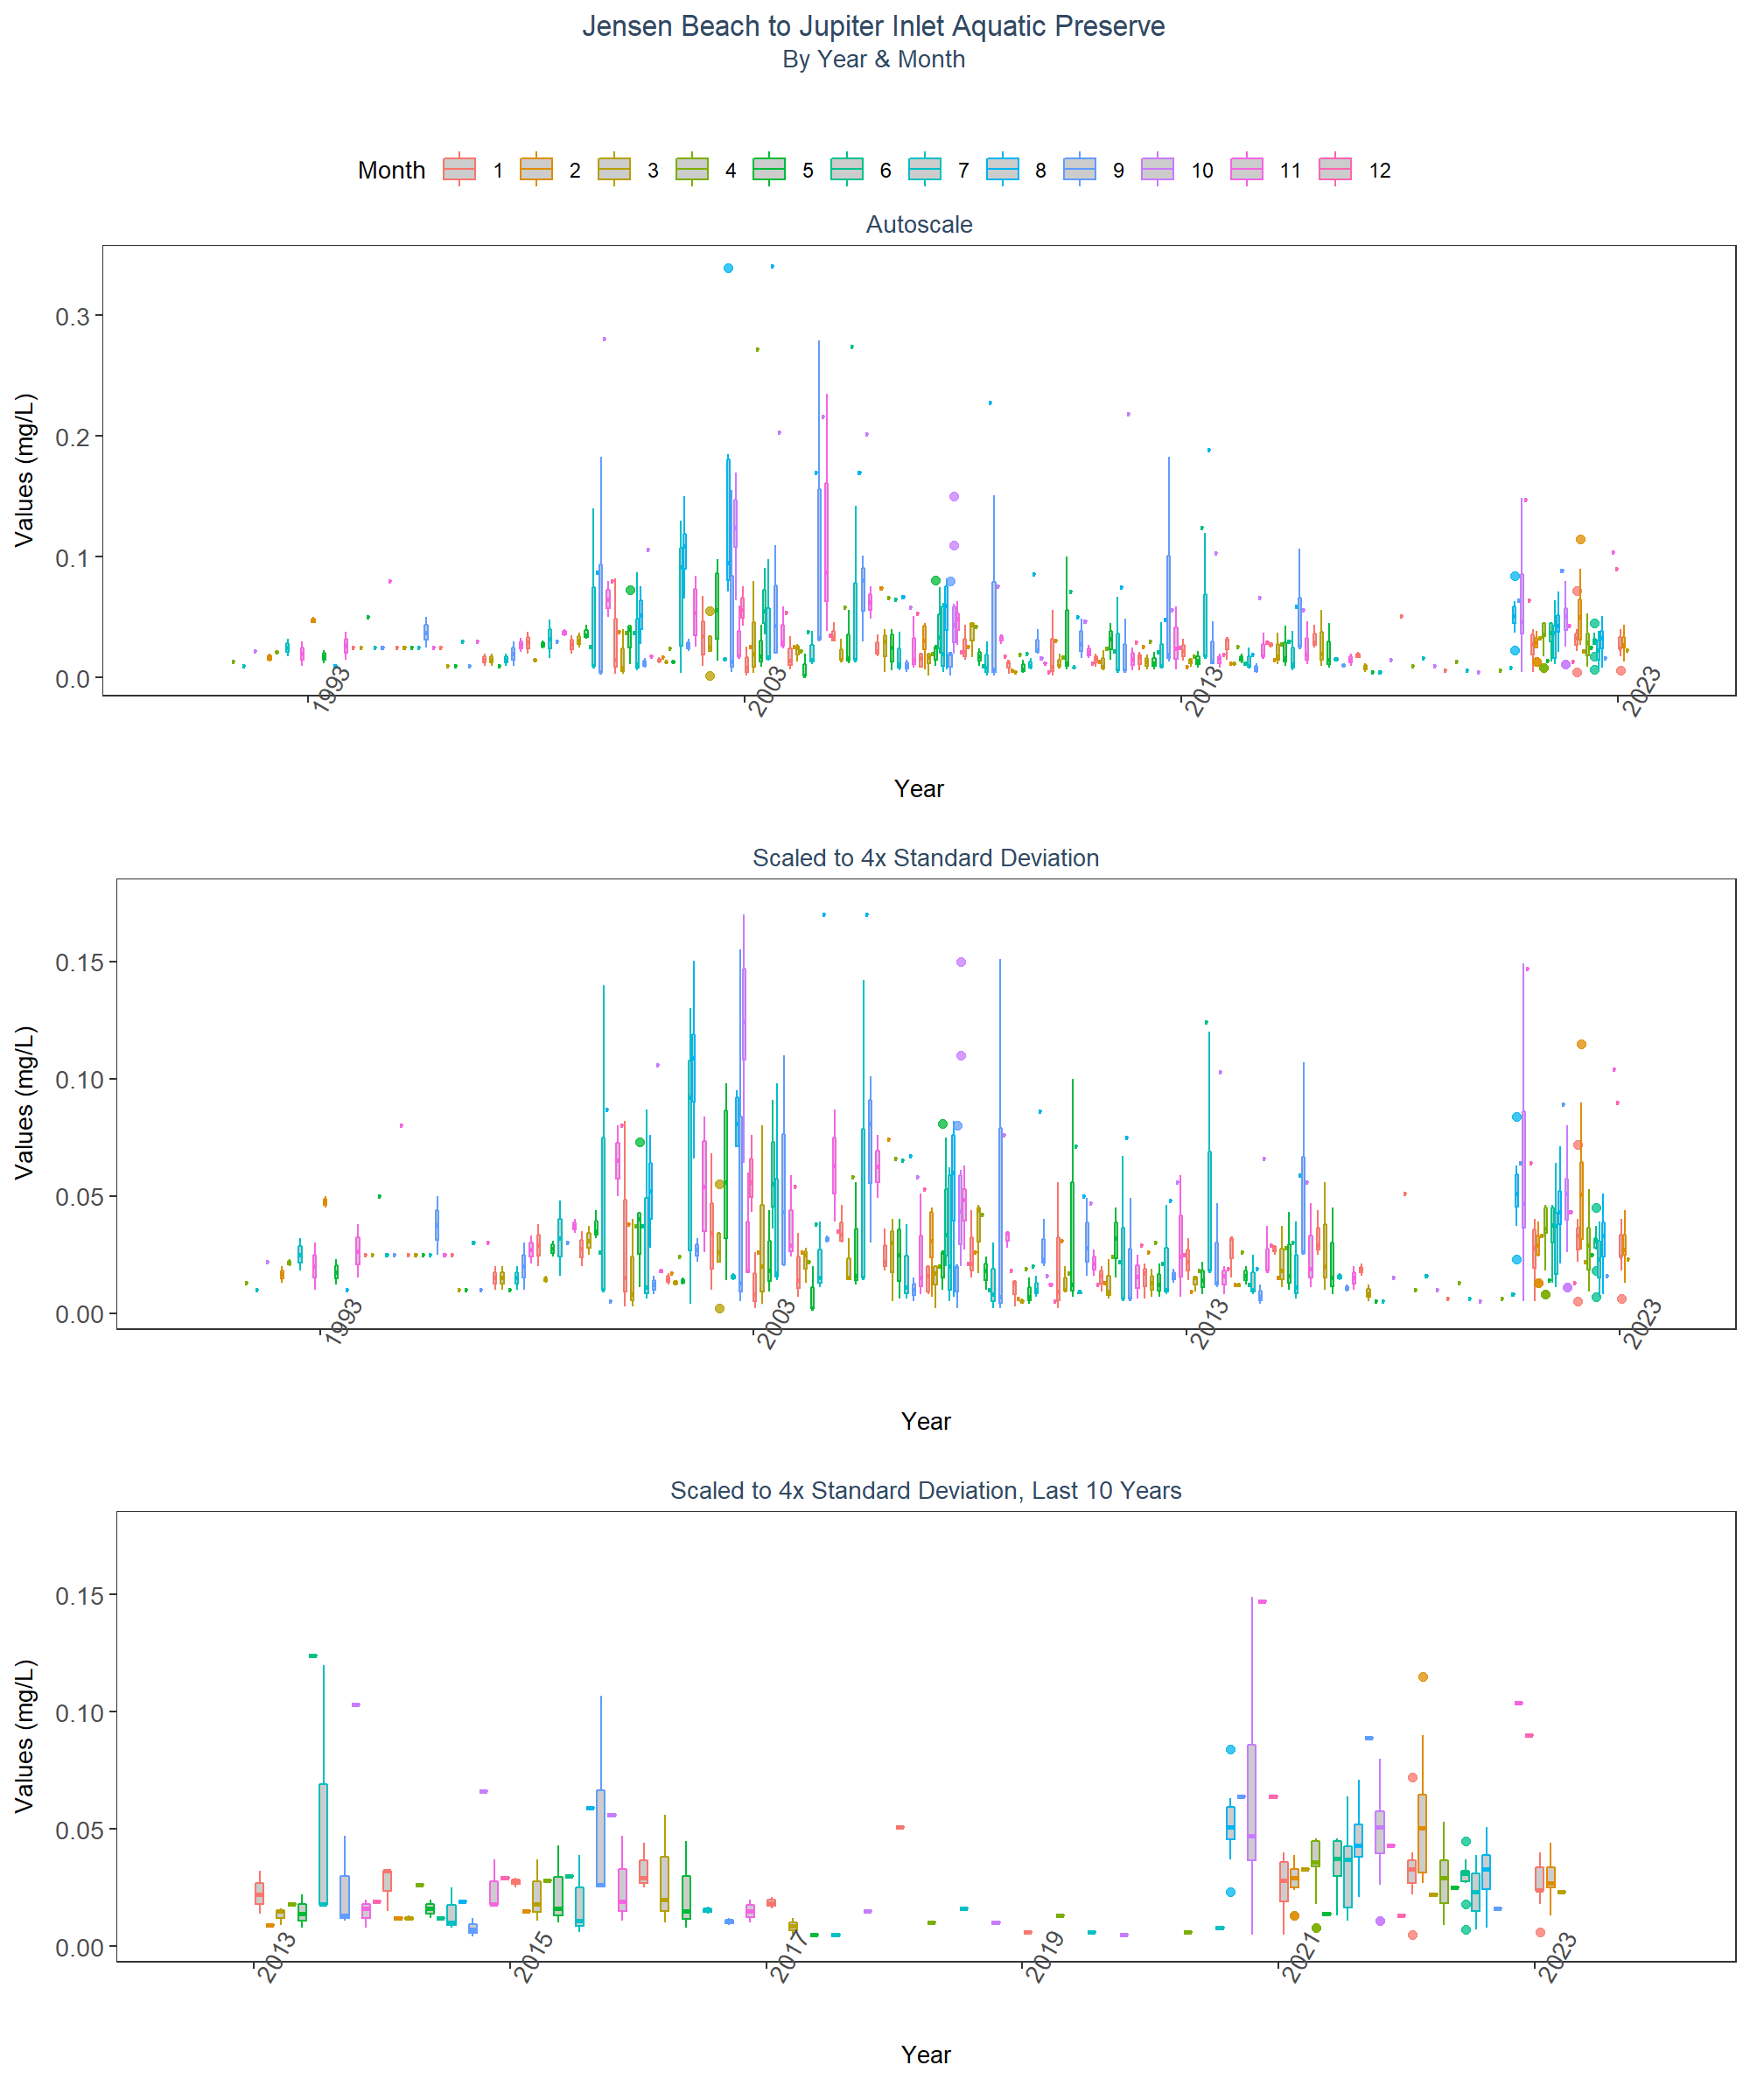 Jensen Beach to Jupiter Inlet Aquatic Preserve
By Year & Month
Month 1 2 3 4 5 6 7 8 9 10 11 12
Autoscale
Values (mg/L)
0.3
0.2
0.1
0.0
1993 2003 2013 2023
Year
Scaled to 4x Standard Deviation
Values (mg/L)
0.15
0.10
0.05
0.00
1993 2003 2013 2023
Year
Scaled to 4x Standard Deviation, Last 10 Years
Values (mg/L)
0.15
0.10
0.05
0.00
2013 2015 2017 2019 2021 2023
Year